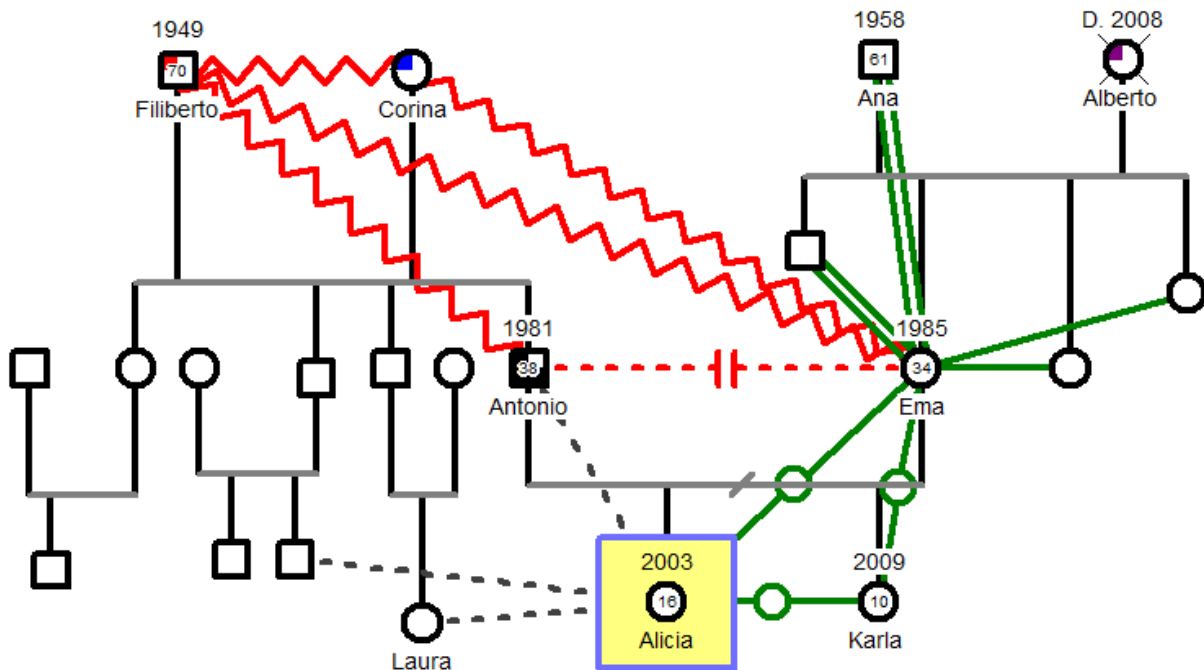 1949
1958
D. 2008
70
61
Filiberto
Corina
Ana
Alberto
1981
1985
38
34
Antonio
Ema
2003
2009
16
10
Alicia
Karla
Laura